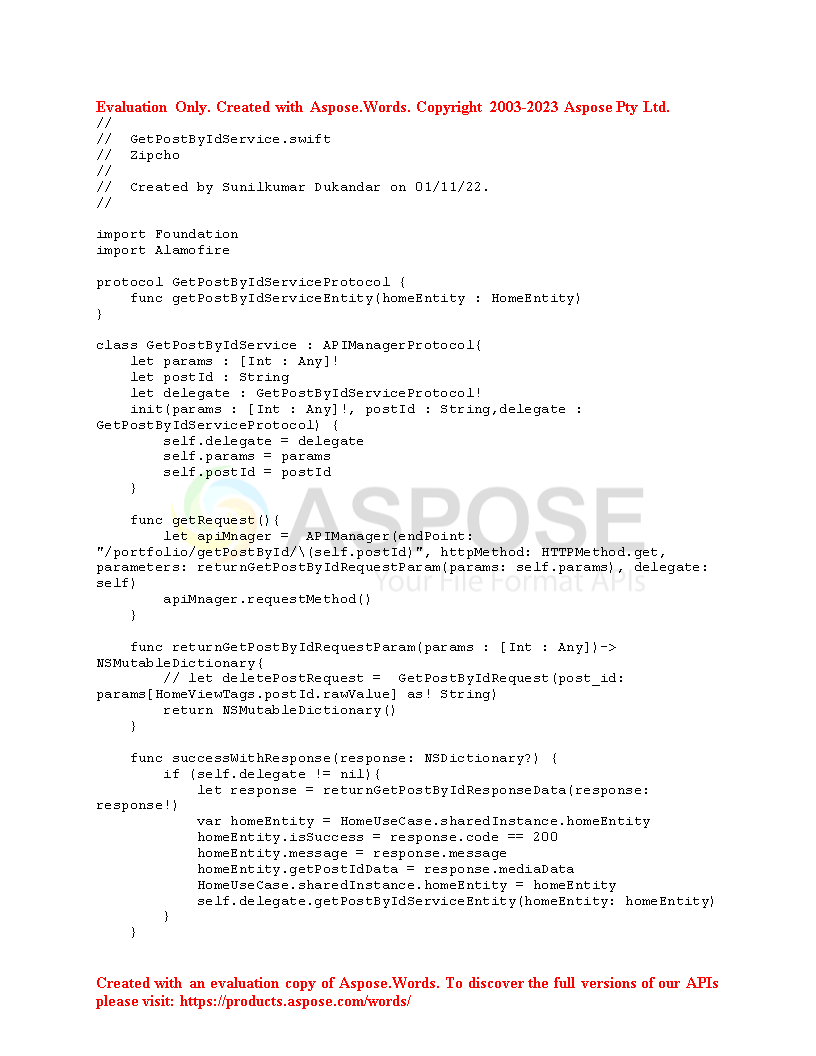 Evaluation Only. Created with Aspose.Words. Copyright 2003-2023 Aspose Pty Ltd.
//
//  GetPostByIdService.swift
//  Zipcho
//
//  Created by Sunilkumar Dukandar on 01/11/22.
//

import Foundation
import Alamofire

protocol GetPostByIdServiceProtocol {
    func getPostByIdServiceEntity(homeEntity : HomeEntity)
}

class GetPostByIdService : APIManagerProtocol{
    let params : [Int : Any]!
    let postId : String
    let delegate : GetPostByIdServiceProtocol!
    init(params : [Int : Any]!, postId : String,delegate :
GetPostByIdServiceProtocol) {
        self.delegate = delegate
        self.params = params
        self.postId = postId
    }

    func getRequest(){
        let apiMnager =  APIManager(endPoint:
"/portfolio/getPostById/\(self.postId)", httpMethod: HTTPMethod.get,
parameters: returnGetPostByIdRequestParam(params: self.params), delegate:
self)
        apiMnager.requestMethod()
    }

    func returnGetPostByIdRequestParam(params : [Int : Any])->
NSMutableDictionary{
        // let deletePostRequest =  GetPostByIdRequest(post_id:
params[HomeViewTags.postId.rawValue] as! String)
        return NSMutableDictionary()
    }

    func successWithResponse(response: NSDictionary?) {
        if (self.delegate != nil){
            let response = returnGetPostByIdResponseData(response:
response!)
            var homeEntity = HomeUseCase.sharedInstance.homeEntity
            homeEntity.isSuccess = response.code == 200
            homeEntity.message = response.message
            homeEntity.getPostIdData = response.mediaData
            HomeUseCase.sharedInstance.homeEntity = homeEntity
            self.delegate.getPostByIdServiceEntity(homeEntity: homeEntity)
        }
    }
ASPOSE
Your File Format APIs
Created with an evaluation copy of Aspose.Words. To discover the full versions of our APIs
please visit: https://products.aspose.com/words/